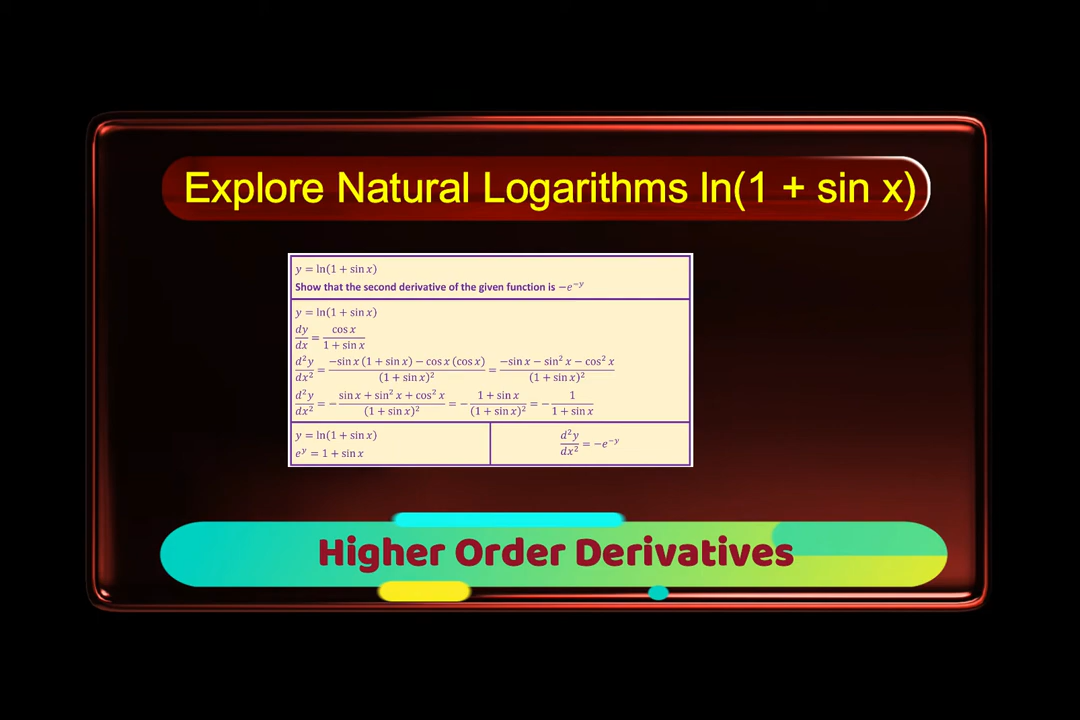 Explore Natural Logarithms ln(1 + sin x)
y = ln(1 + sin x)
Show that the second derivative of the given function is −e^{−y}
y = ln(1 + sin x)
dy/dx = cos x/(1 + sin x)
d²y/dx² = (−sin x (1 + sin x) − cos x (cos x))/(1 + sin x)² = (−sin x − sin² x − cos² x)/(1 + sin x)²
d²y/dx² = −(sin x + sin² x + cos² x)/(1 + sin x)² = −(1 + sin x)/(1 + sin x)² = −1/(1 + sin x)
y = ln(1 + sin x)
e^y = 1 + sin x
d²y/dx² = −e^{−y}
Higher Order Derivatives